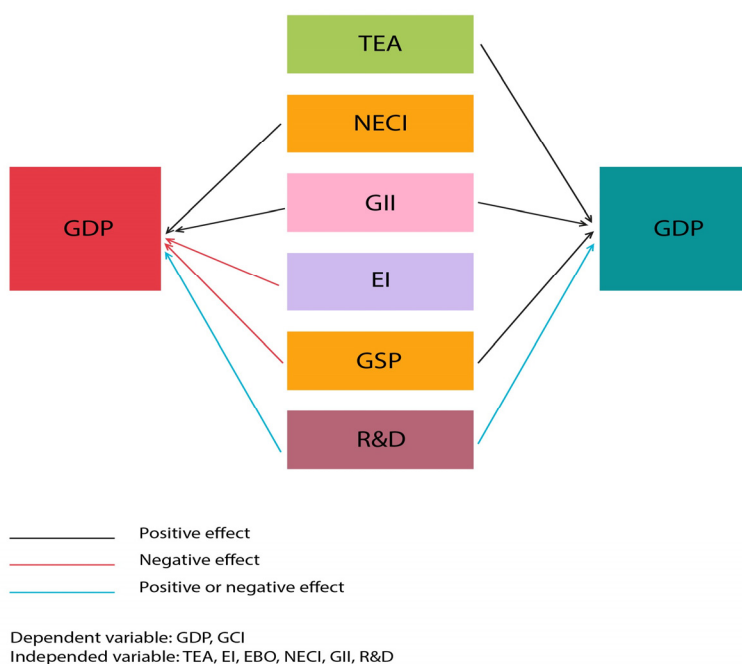 TEA
NECI
GII
GDP
GDP
EI
GSP
R&D
Positive effect
Negative effect
Positive or negative effect
Dependent variable: GDP, GCI
Independed variable: TEA, EI, EBO, NECI, GII, R&D